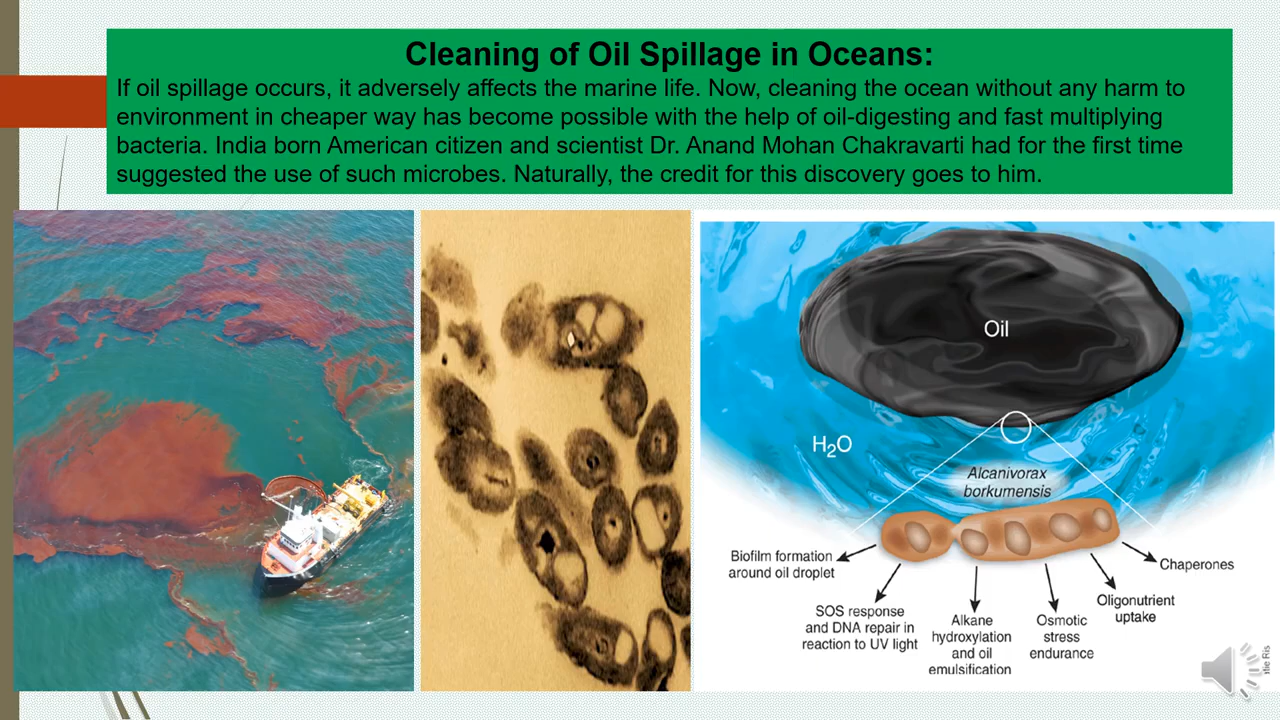 Cleaning of Oil Spillage in Oceans:
If oil spillage occurs, it adversely affects the marine life. Now, cleaning the ocean without any harm to
environment in cheaper way has become possible with the help of oil-digesting and fast multiplying
bacteria. India born American citizen and scientist Dr. Anand Mohan Chakravarti had for the first time
suggested the use of such microbes. Naturally, the credit for this discovery goes to him.
Oil
H₂O
Alcanivorax
borkumensis
Biofilm formation
around oil droplet
SOS response
and DNA repair in
reaction to UV light
Alkane
hydroxylation
and oil
emulsification
Osmotic
stress
endurance
Oligonutrient
uptake
Chaperones